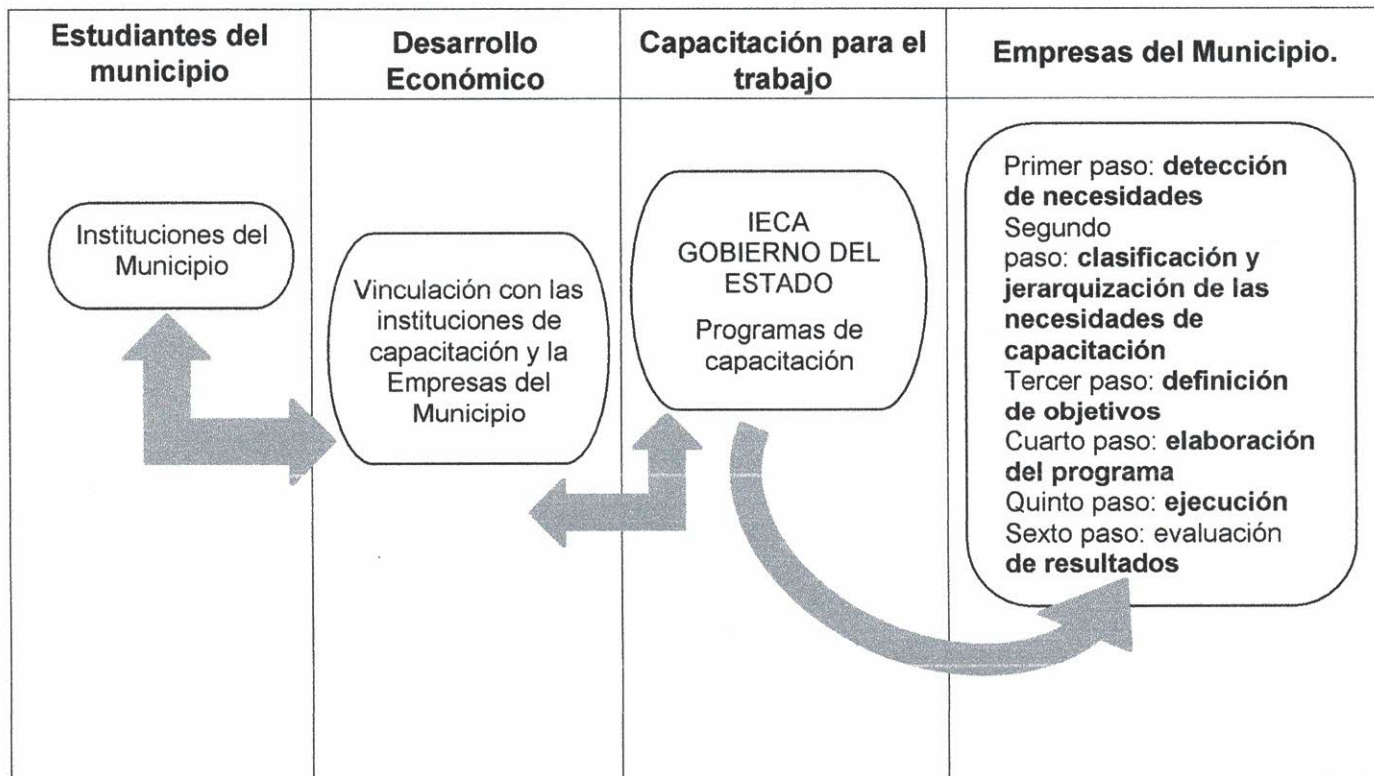 Estudiantes del
municipio
Desarrollo
Económico
Capacitación para el
trabajo
Empresas del Municipio.
Instituciones del
Municipio
Vinculación con las
instituciones de
capacitación y la
Empresas del
Municipio
IECA
GOBIERNO DEL
ESTADO
Programas de
capacitación
Primer paso: detección
de necesidades
Segundo
paso: clasificación y
jerarquización de las
necesidades de
capacitación
Tercer paso: definición
de objetivos
Cuarto paso: elaboración
del programa
Quinto paso: ejecución
Sexto paso: evaluación
de resultados